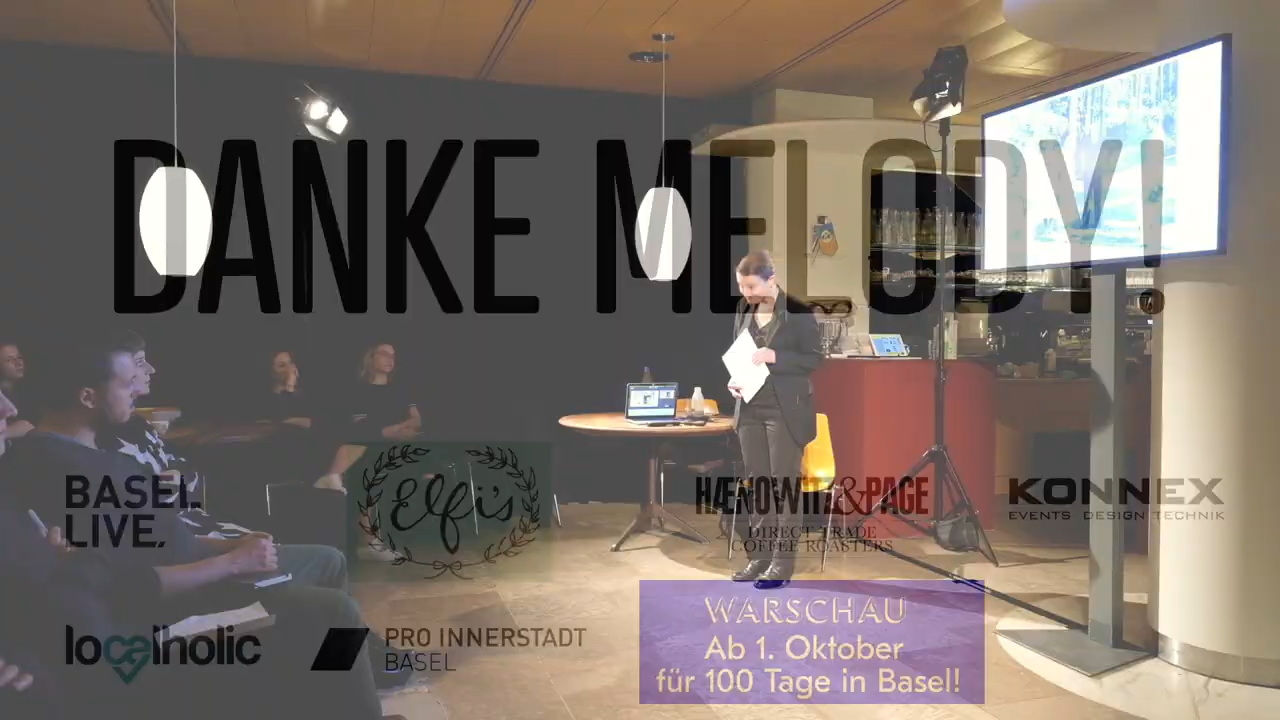 DANKE MELODY!
BASEL.
LIVE.
Elfi's
HÆNOWITZ&PAGE
DIRECT TRADE
COFFEE ROASTERS
KONNEX
EVENTS DESIGN TECHNIK
localholic
PRO INNERSTADT
BASEL
WARSCHAU
Ab 1. Oktober
für 100 Tage in Basel!